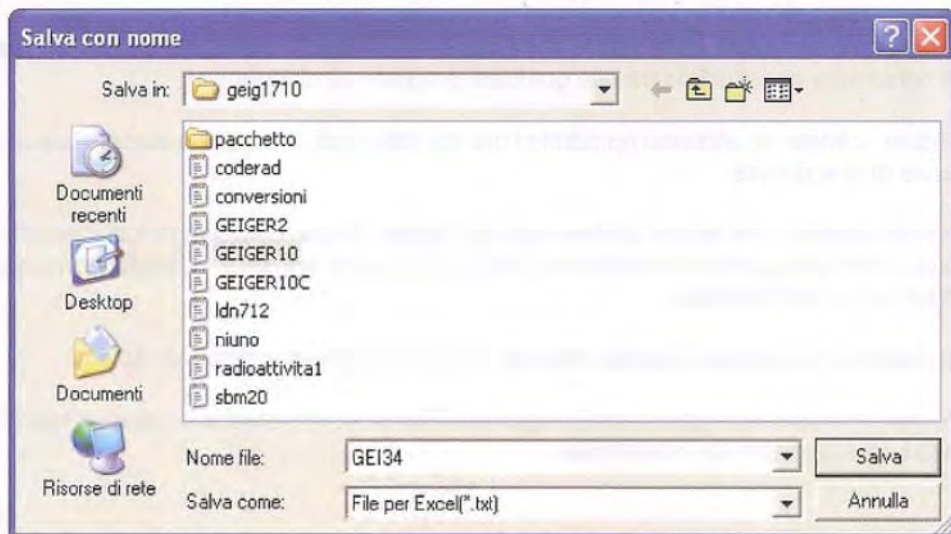 Salva con nome
Salva in:
geig1710
Documenti recenti
Desktop
Documenti
Risorse di rete
pacchetto
coderad
conversioni
GEIGER2
GEIGER10
GEIGER10C
ldn712
niuno
radioattivita1
sbm20
Nome file:
GEI34
Salva
Salva come:
File per Excel(*.txt)
Annulla